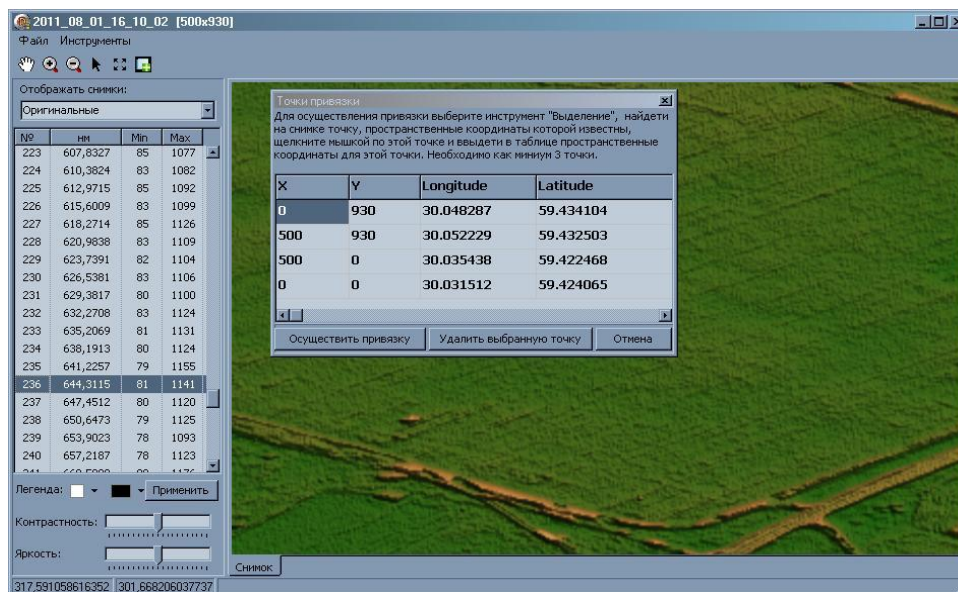 2011_08_01_16_10_02 [500x930]
Файл Инструменты
Отображать снимки:
Оригинальные
№ нм Min Max
223 607,8327 85 1077
224 610,3824 83 1082
225 612,9715 85 1092
226 615,6009 83 1099
227 618,2714 85 1126
228 620,9838 83 1109
229 623,7391 82 1104
230 626,5381 83 1106
231 629,3817 80 1100
232 632,2708 83 1124
233 635,2069 81 1131
234 638,1913 80 1124
235 641,2257 79 1155
236 644,3115 81 1141
237 647,4512 80 1120
238 650,6473 79 1125
239 653,9023 78 1093
240 657,2187 78 1123
Легенда: Применить
Контрастность:
Яркость:
317,591058616352 301,668206037737
Точки привязки
Для осуществления привязки выберите инструмент "Выделение", найдети
на снимке точку, пространственные координаты которой известны,
щелкните мышкой по этой точке и ввыдети в таблице пространственные
координаты для этой точки. Необходимо как миниум 3 точки.
X Y Longitude Latitude
0 930 30.048287 59.434104
500 930 30.052229 59.432503
500 0 30.035438 59.422468
0 0 30.031512 59.424065
Осуществить привязку Удалить выбранную точку Отмена
Снимок